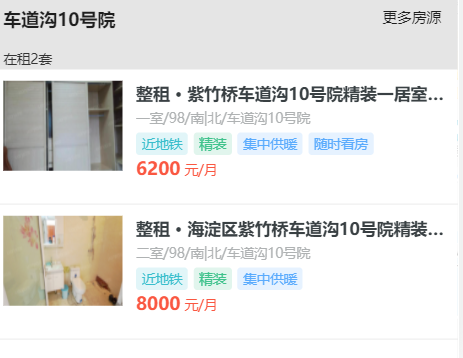 车道沟10号院
更多房源
在租2套
整租·紫竹桥车道沟10号院精装一居室...
一室/98/南|北/车道沟10号院
近地铁 精装 集中供暖 随时看房
6200 元/月
整租·海淀区紫竹桥车道沟10号院精装...
二室/98/南|北/车道沟10号院
近地铁 精装 集中供暖
8000 元/月